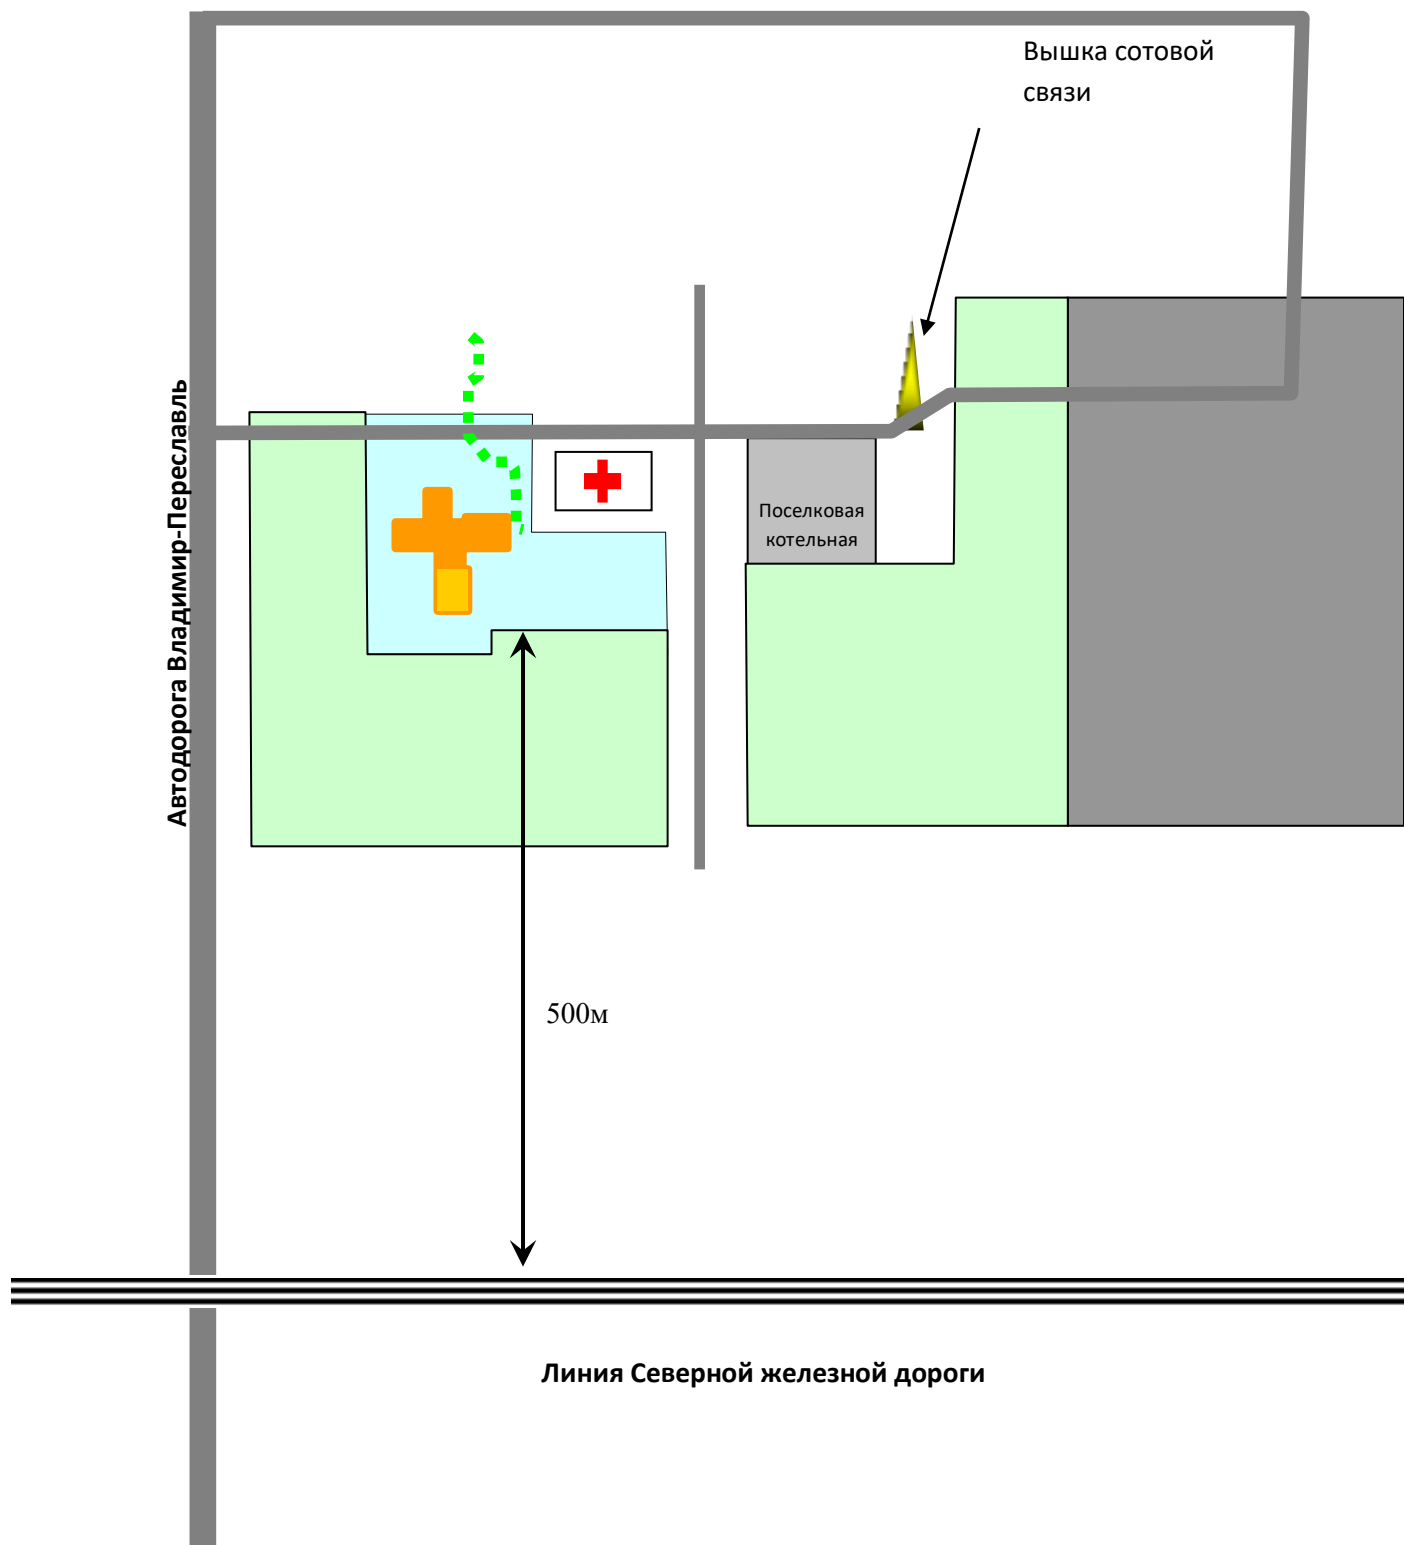 Вышка сотовой
связи
Автодорога Владимир-Переславль
Поселковая
котельная
500м
Линия Северной железной дороги